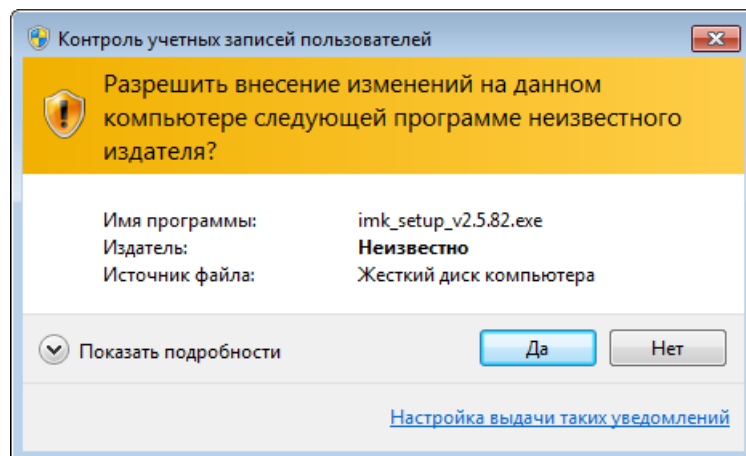 Контроль учетных записей пользователей
Разрешить внесение изменений на данном
компьютере следующей программе неизвестного
издателя?
Имя программы: imk_setup_v2.5.82.exe
Издатель: Неизвестно
Источник файла: Жесткий диск компьютера
Показать подробности Да Нет
Настройка выдачи таких уведомлений